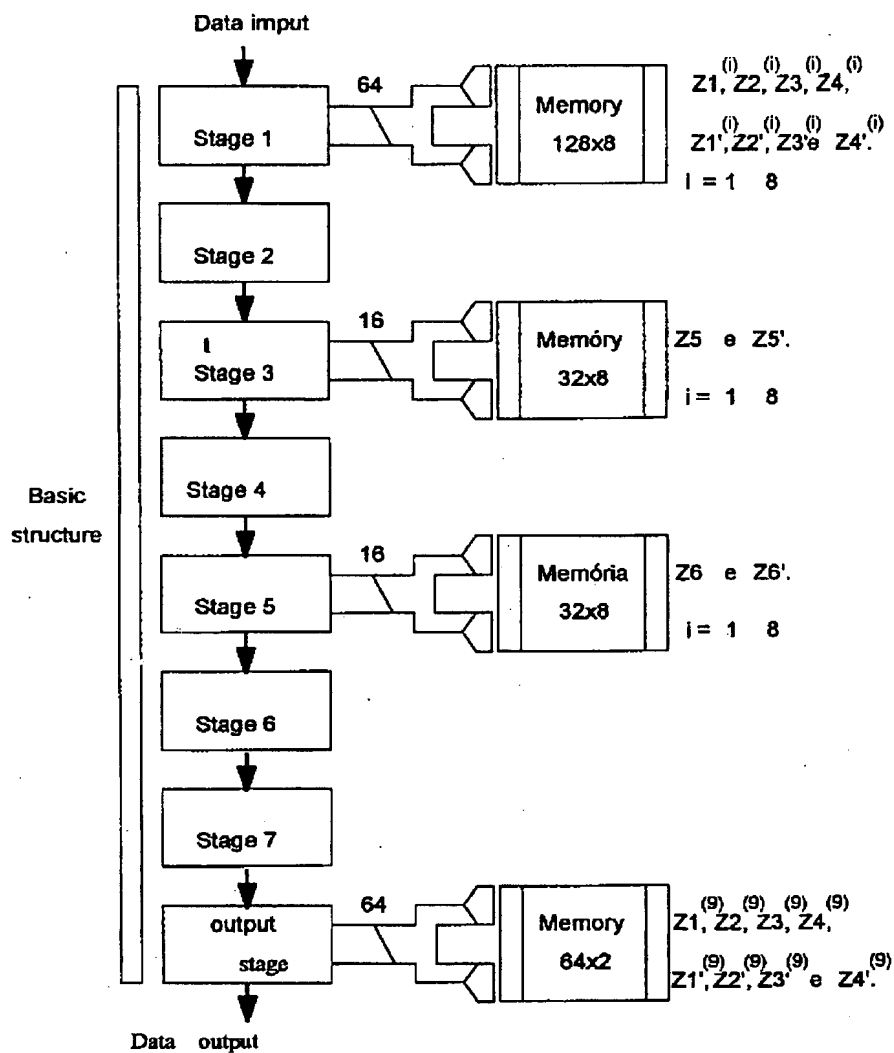 Data imput
64
Stage 1
Memory
128x8
Z1,(i) Z2,(i) Z3,(i) Z4,(i)
Z1',(i) Z2',(i) Z3'(i) e Z4'.(i)
i = 1 8
Stage 2
16
Stage 3
Memóry
32x8
Z5 e Z5'.
i = 1 8
Stage 4
Basic
structure
16
Stage 5
Memória
32x8
Z6 e Z6'.
i = 1 8
Stage 6
Stage 7
64
output
stage
Memory
64x2
Z1,(9) Z2,(9) Z3,(9) Z4,(9)
Z1',(9) Z2',(9) Z3'(9) e Z4'.(9)
Data output